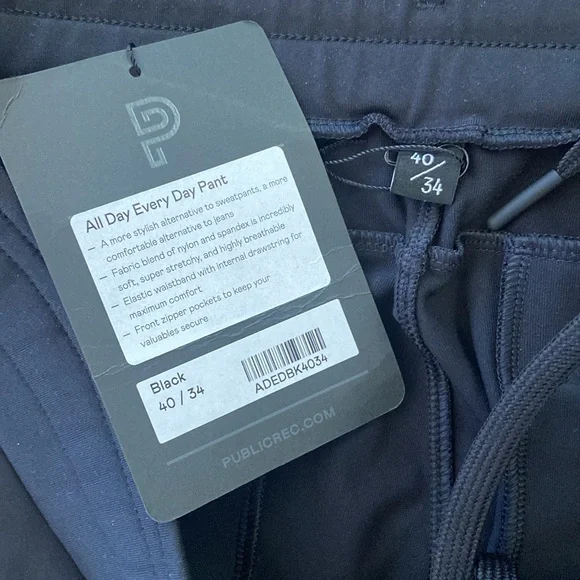 P
All Day Every Day Pant
— A more stylish alternative to sweatpants, a more
comfortable alternative to jeans
— Fabric blend of nylon and spandex is incredibly
soft, super stretchy, and highly breathable
— Elastic waistband with internal drawstring for
maximum comfort
— Front zipper pockets to keep your
valuables secure
Black
40 / 34
ADEDBK4034
PUBLICREC.COM
40
/
34